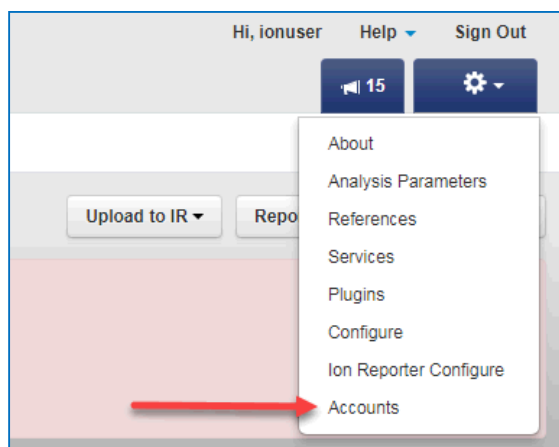 Hi, ionuser Help Sign Out
15
About
Analysis Parameters
Upload to IR Repo
References
Services
Plugins
Configure
Ion Reporter Configure
Accounts